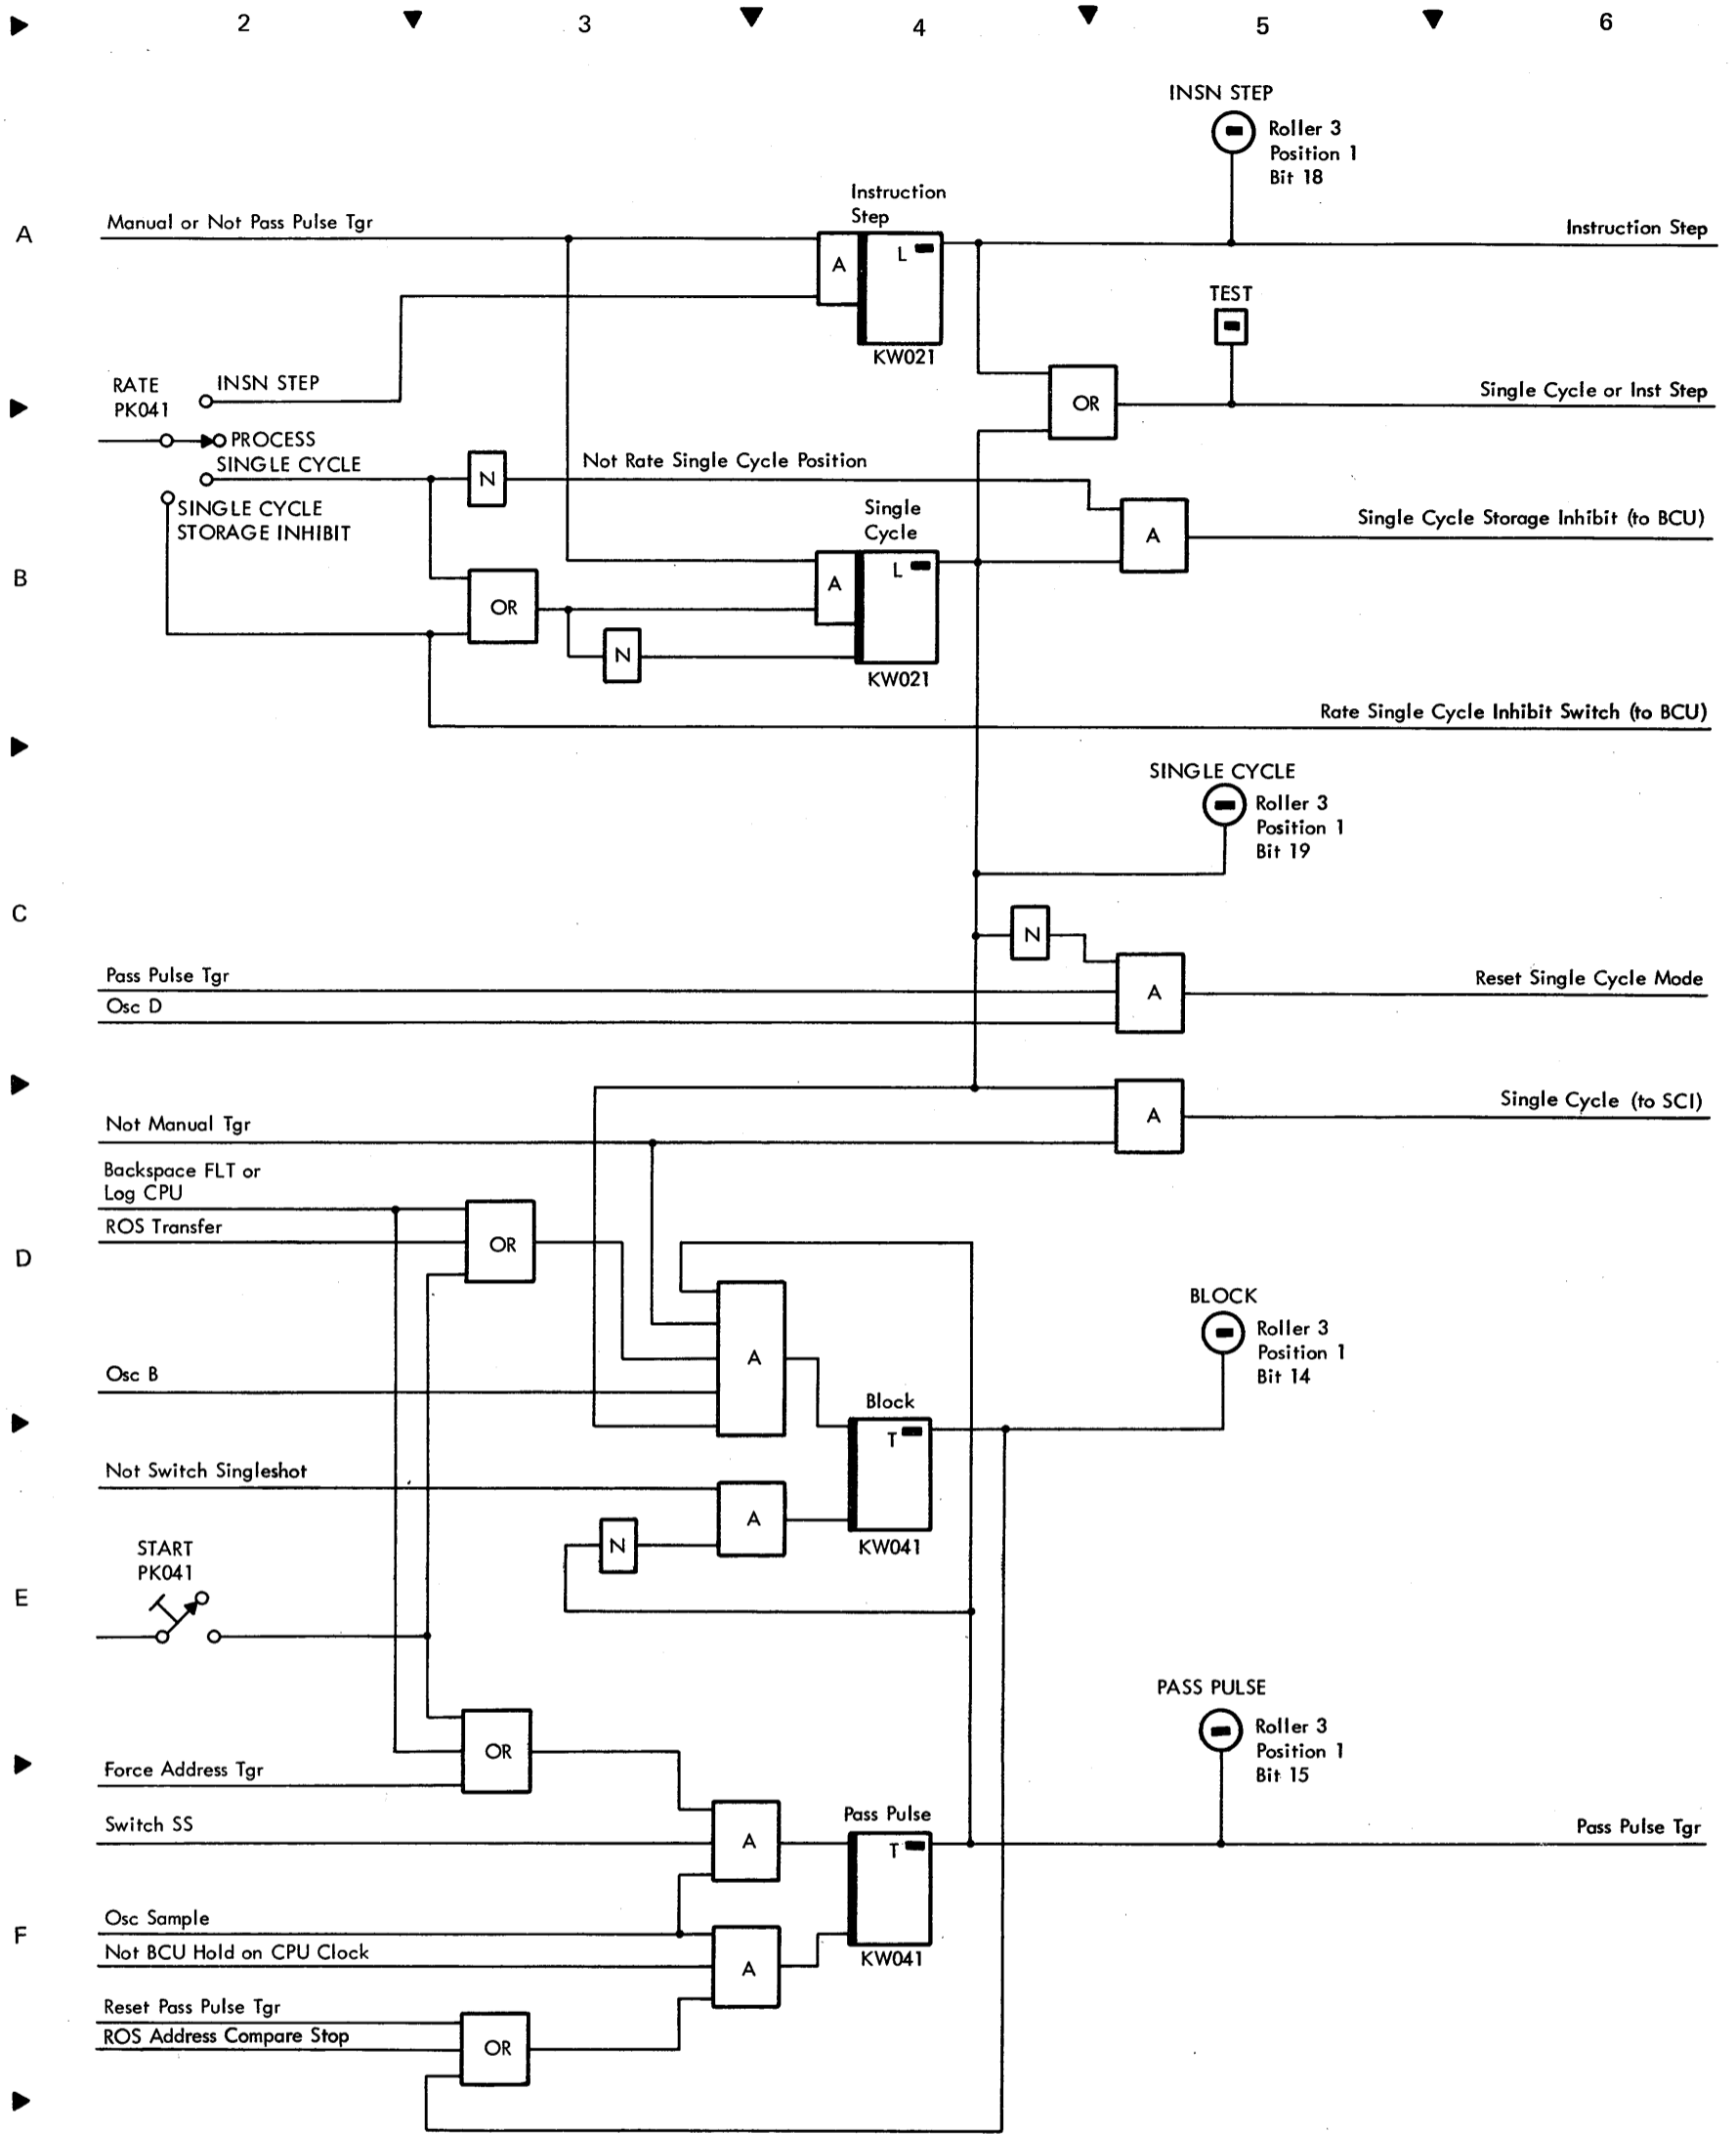 2 3 4 5 6
INSN STEP
Roller 3
Position 1
Bit 18
Instruction
Step
A
Manual or Not Pass Pulse Tgr
Instruction Step
A
L
KW021
TEST
RATE
PK041
INSN STEP
OR
Single Cycle or Inst Step
PROCESS
SINGLE CYCLE
N
Not Rate Single Cycle Position
SINGLE CYCLE
STORAGE INHIBIT
Single
Cycle
A
Single Cycle Storage Inhibit (to BCU)
B
OR
A
L
N
KW021
Rate Single Cycle Inhibit Switch (to BCU)
SINGLE CYCLE
Roller 3
Position 1
Bit 19
C
N
Pass Pulse Tgr
Osc D
A
Reset Single Cycle Mode
Not Manual Tgr
A
Single Cycle (to SCI)
Backspace FLT or
Log CPU
ROS Transfer
OR
D
BLOCK
Roller 3
Position 1
Bit 14
A
Osc B
Block
T
KW041
Not Switch Singleshot
A
N
START
PK041
E
PASS PULSE
Roller 3
Position 1
Bit 15
OR
Force Address Tgr
Switch SS
A
Pass Pulse
T
KW041
Pass Pulse Tgr
F
Osc Sample
Not BCU Hold on CPU Clock
A
Reset Pass Pulse Tgr
ROS Address Compare Stop
OR